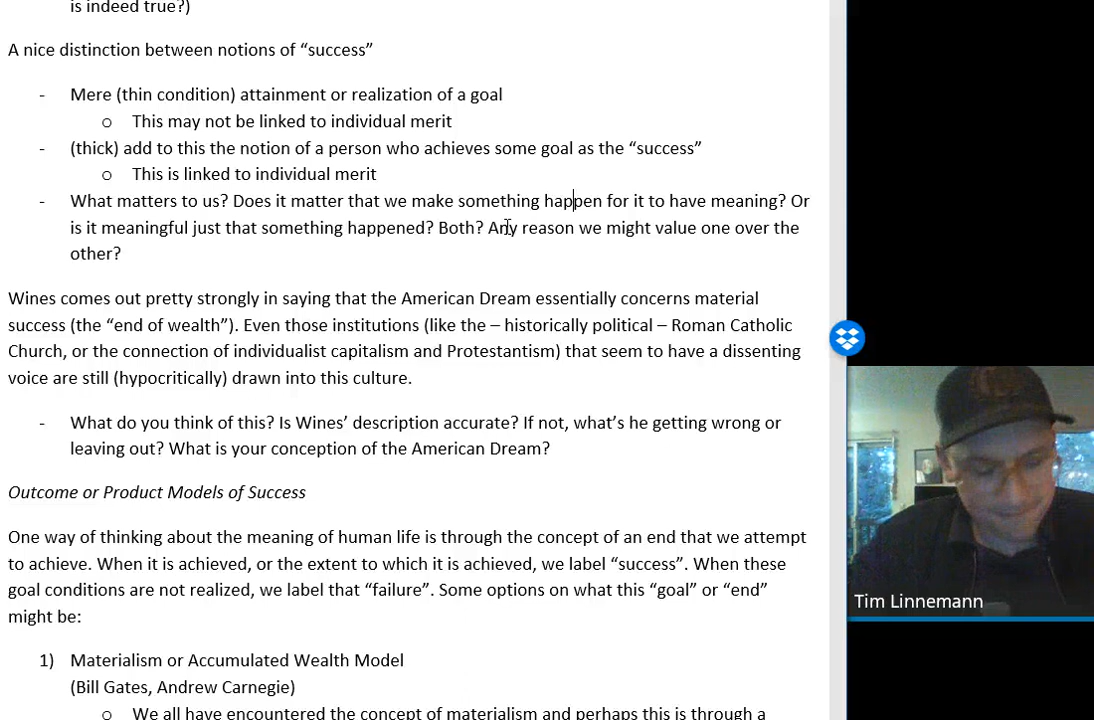 is indeed true?)
A nice distinction between notions of “success”
- Mere (thin condition) attainment or realization of a goal
o This may not be linked to individual merit
- (thick) add to this the notion of a person who achieves some goal as the “success”
o This is linked to individual merit
- What matters to us? Does it matter that we make something happen for it to have meaning? Or
is it meaningful just that something happened? Both? Any reason we might value one over the
other?
Wines comes out pretty strongly in saying that the American Dream essentially concerns material
success (the “end of wealth”). Even those institutions (like the – historically political – Roman Catholic
Church, or the connection of individualist capitalism and Protestantism) that seem to have a dissenting
voice are still (hypocritically) drawn into this culture.
- What do you think of this? Is Wines’ description accurate? If not, what’s he getting wrong or
leaving out? What is your conception of the American Dream?
Outcome or Product Models of Success
One way of thinking about the meaning of human life is through the concept of an end that we attempt
to achieve. When it is achieved, or the extent to which it is achieved, we label “success”. When these
goal conditions are not realized, we label that “failure”. Some options on what this “goal” or “end”
might be:
1) Materialism or Accumulated Wealth Model
(Bill Gates, Andrew Carnegie)
o We all have encountered the concept of materialism and perhaps this is through a
Tim Linnemann